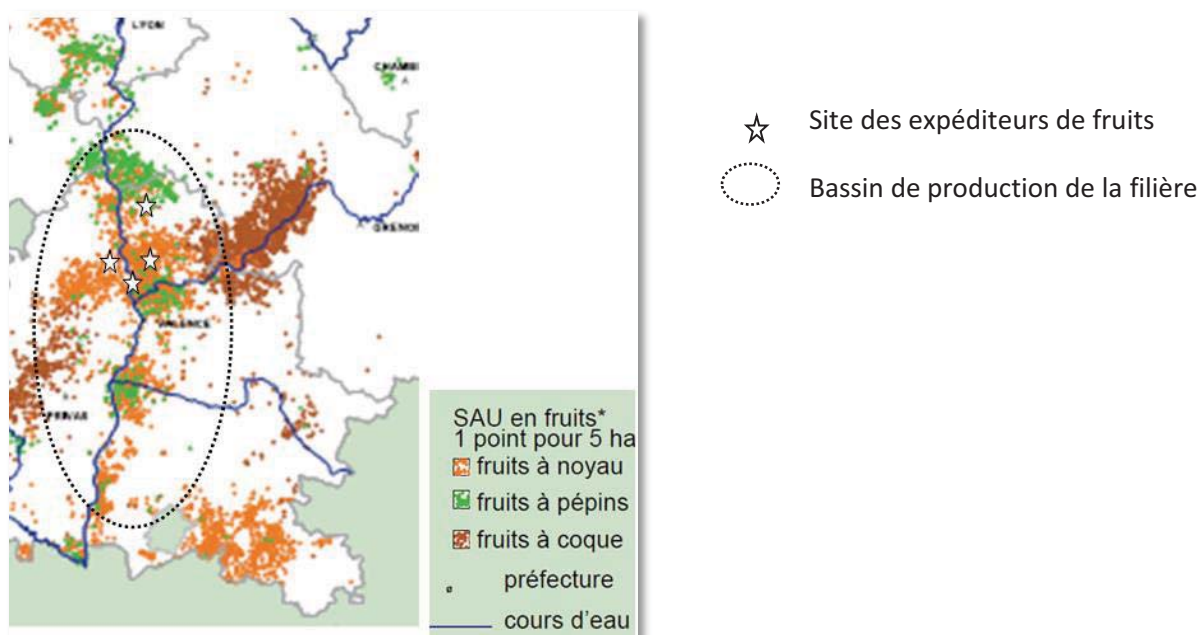 LYON
CHAMBE
GRENO
VALENCE
PRIVAS
SAU en fruits*
1 point pour 5 ha
fruits à noyau
fruits à pépins
fruits à coque
préfecture
cours d'eau
Site des expéditeurs de fruits
Bassin de production de la filière